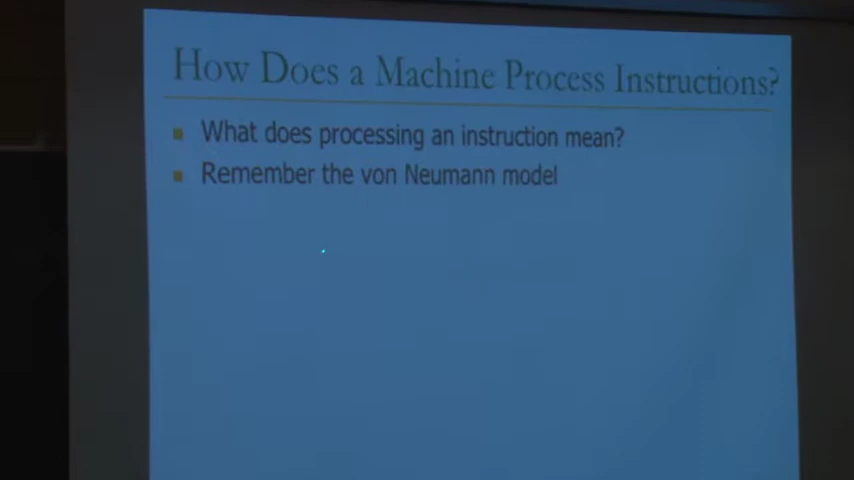 How Does a Machine Process Instructions?
What does processing an instruction mean?
Remember the von Neumann model